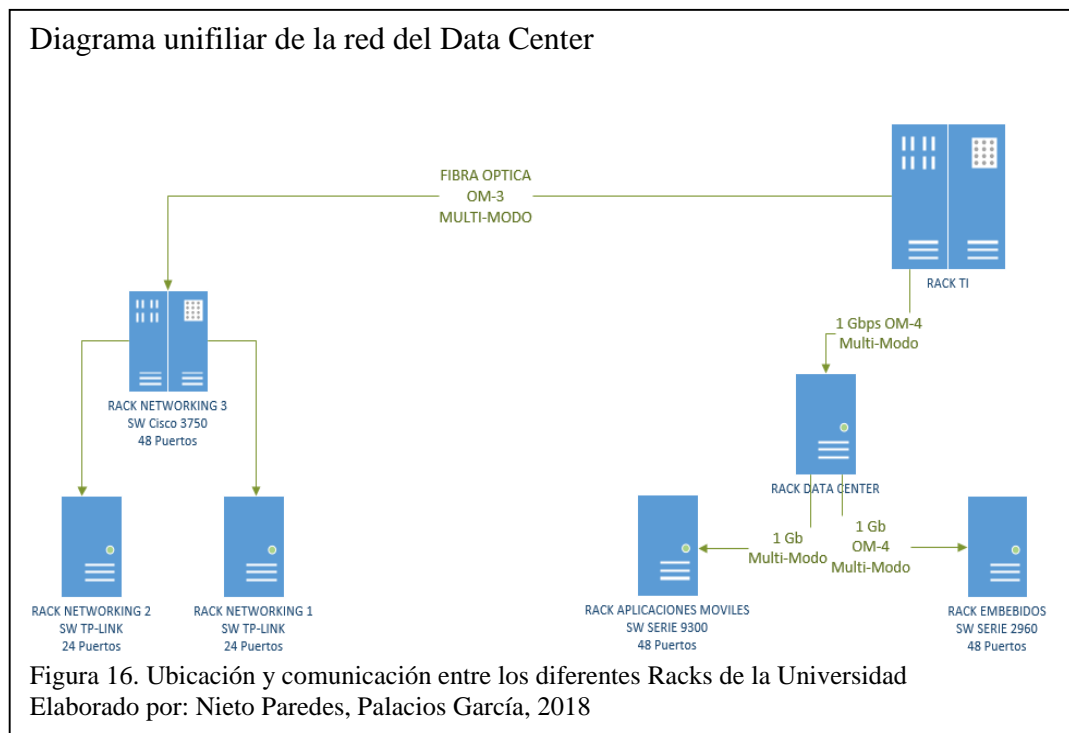 Diagrama unifiliar de la red del Data Center
FIBRA OPTICA
OM-3
MULTI-MODO
RACK TI
1 Gbps OM-4
Multi-Modo
RACK NETWORKING 3
SW Cisco 3750
48 Puertos
RACK DATA CENTER
1 Gb
Multi-Modo
1 Gb
OM-4
Multi-Modo
RACK NETWORKING 2
SW TP-LINK
24 Puertos
RACK NETWORKING 1
SW TP-LINK
24 Puertos
RACK APLICACIONES MOVILES
SW SERIE 9300
48 Puertos
RACK EMBEBIDOS
SW SERIE 2960
48 Puertos
Figura 16. Ubicación y comunicación entre los diferentes Racks de la Universidad
Elaborado por: Nieto Paredes, Palacios García, 2018